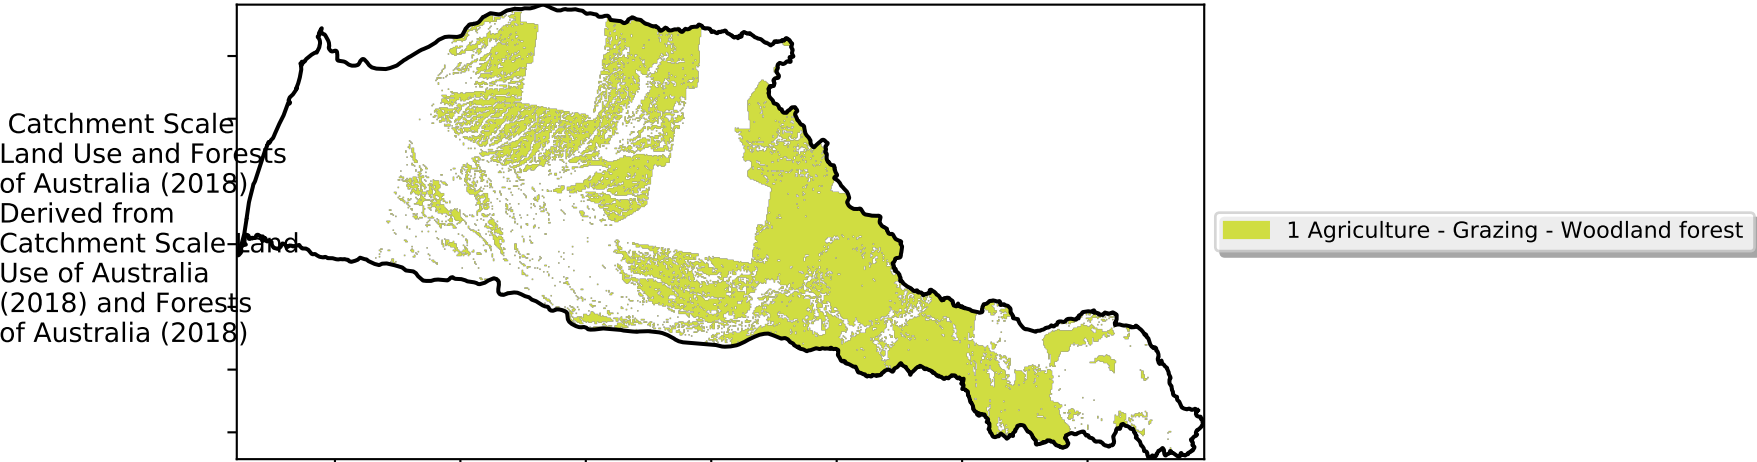 Catchment Scale
Land Use and Forests
of Australia (2018)
Derived from
Catchment Scale Land
Use of Australia
(2018) and Forests
of Australia (2018)
1 Agriculture - Grazing - Woodland forest